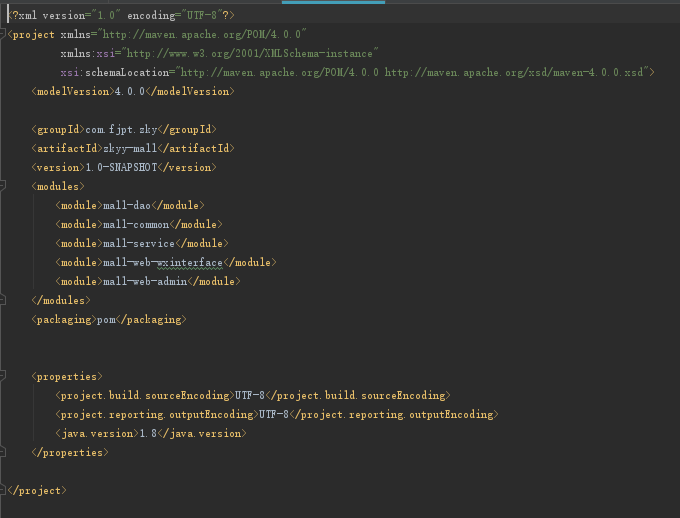 <?xml version="1.0" encoding="UTF-8"?>
<project xmlns="http://maven.apache.org/POM/4.0.0"
         xmlns:xsi="http://www.w3.org/2001/XMLSchema-instance"
         xsi:schemaLocation="http://maven.apache.org/POM/4.0.0 http://maven.apache.org/xsd/maven-4.0.0.xsd">
    <modelVersion>4.0.0</modelVersion>

    <groupId>com.fjpt.zky</groupId>
    <artifactId>zkyy-mall</artifactId>
    <version>1.0-SNAPSHOT</version>
    <modules>
        <module>mall-dao</module>
        <module>mall-common</module>
        <module>mall-service</module>
        <module>mall-web-wxinterface</module>
        <module>mall-web-admin</module>
    </modules>
    <packaging>pom</packaging>

    <properties>
        <project.build.sourceEncoding>UTF-8</project.build.sourceEncoding>
        <project.reporting.outputEncoding>UTF-8</project.reporting.outputEncoding>
        <java.version>1.8</java.version>
    </properties>

</project>